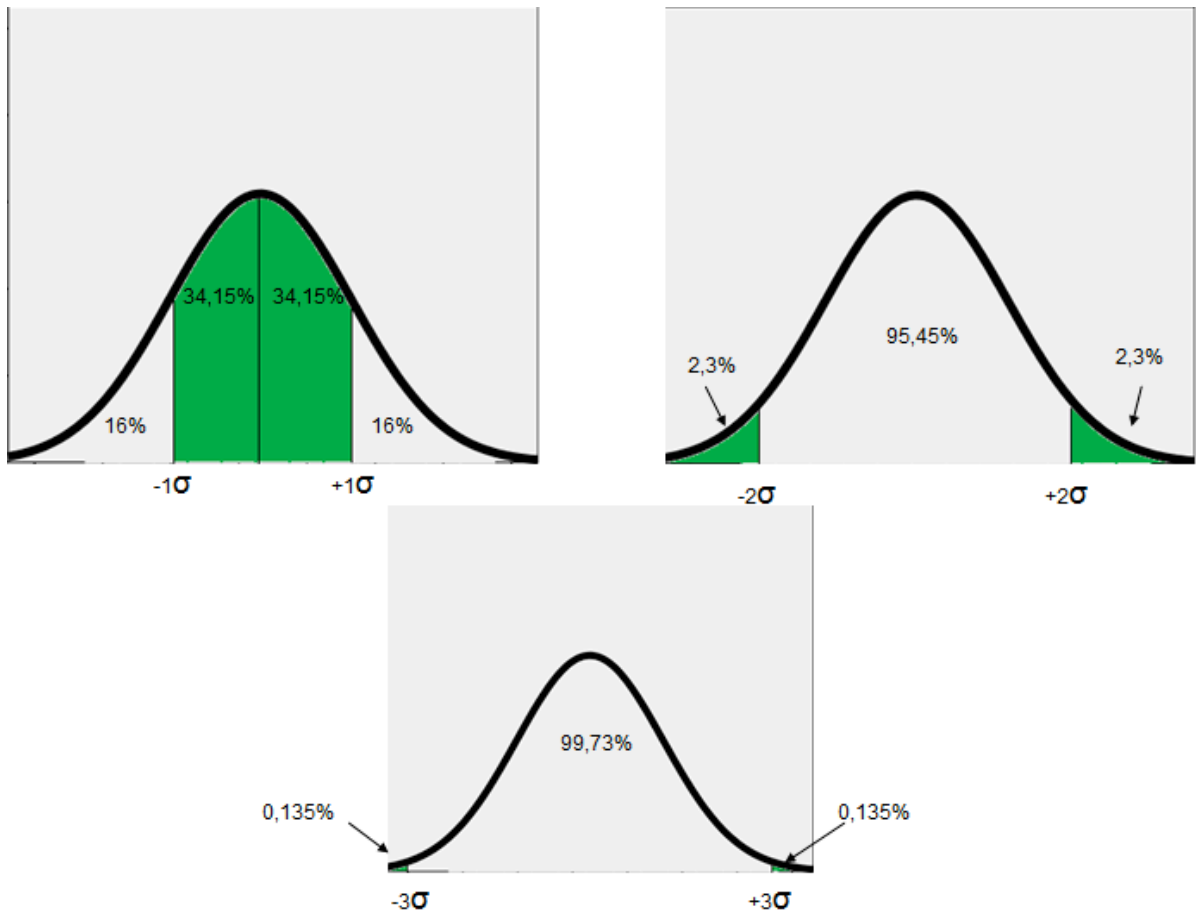 34,15% 34,15%
16% 16%
-1σ +1σ
95,45%
2,3% 2,3%
-2σ +2σ
99,73%
0,135% 0,135%
-3σ +3σ